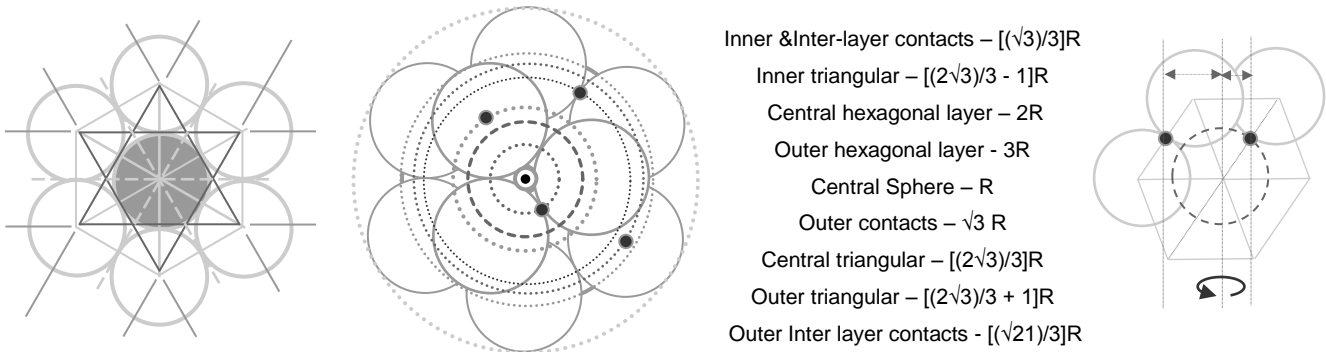 Inner &Inter-layer contacts – [(√3)/3]R
Inner triangular – [(2√3)/3 - 1]R
Central hexagonal layer – 2R
Outer hexagonal layer - 3R
Central Sphere – R
Outer contacts – √3 R
Central triangular – [(2√3)/3]R
Outer triangular – [(2√3)/3 + 1]R
Outer Inter layer contacts - [(√21)/3]R